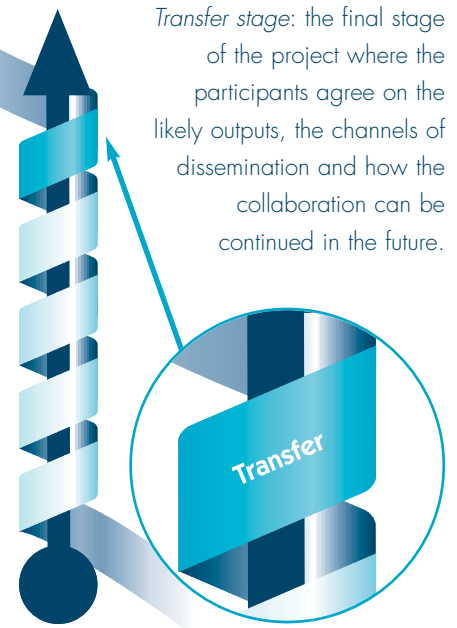 Transfer stage: the final stage
of the project where the
participants agree on the
likely outputs, the channels of
dissemination and how the
collaboration can be
continued in the future.
Transfer